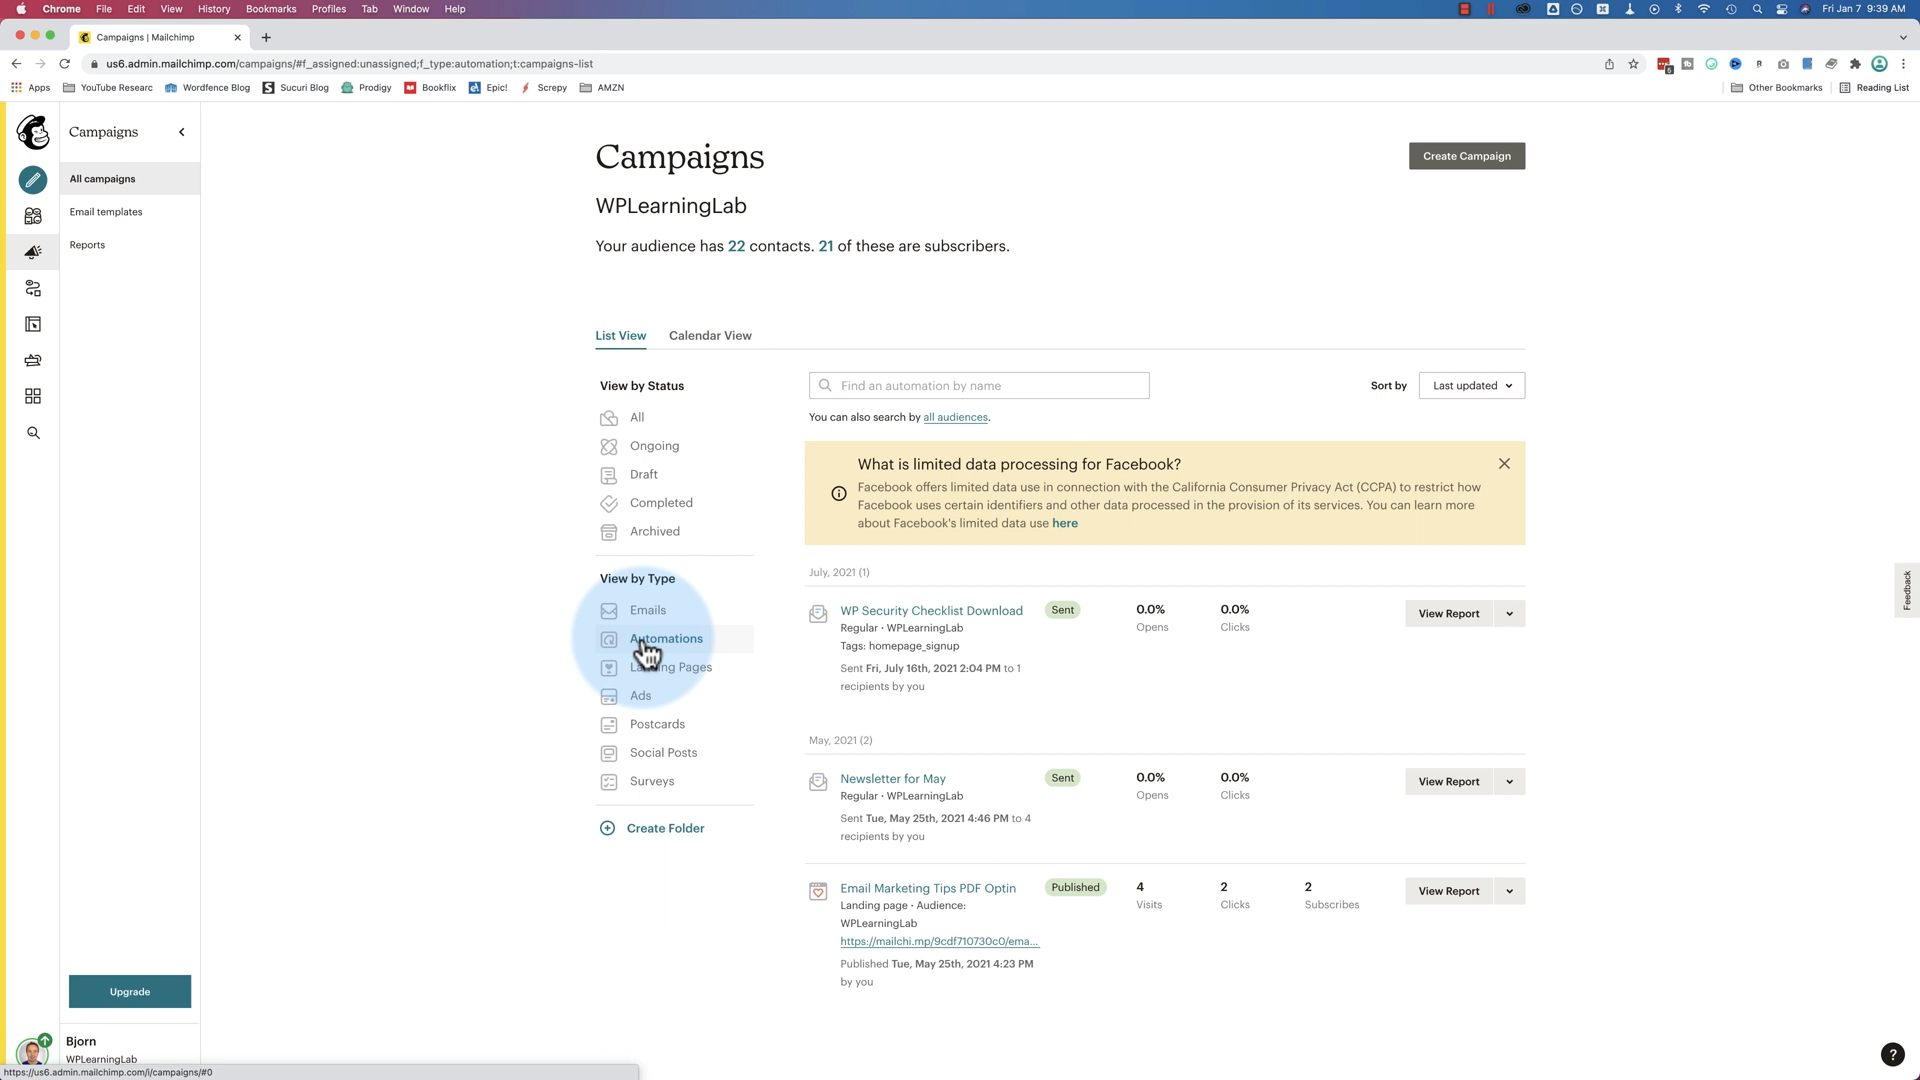 Chrome File Edit View History Bookmarks Profiles Tab Window Help
Fri Jan 7 9:39 AM
Campaigns | Mailchimp
us6.admin.mailchimp.com/campaigns/#f_assigned:unassigned;f_type:automation;t:campaigns-list
5
Apps YouTube Researc Wordfence Blog Sucuri Blog Prodigy Bookflix Epic! Screpy AMZN Other Bookmarks Reading List
Campaigns
All campaigns
Email templates
Reports
Upgrade
Bjorn
WPLearningLab
https://us6.admin.mailchimp.com/i/campaigns/#0
Campaigns
Create Campaign
WPLearningLab
Your audience has 22 contacts. 21 of these are subscribers.
List View Calendar View
View by Status
All
Ongoing
Draft
Completed
Archived
View by Type
Emails
Automations
Landing Pages
Ads
Postcards
Social Posts
Surveys
Create Folder
Find an automation by name
Sort by Last updated
You can also search by all audiences.
What is limited data processing for Facebook?
Facebook offers limited data use in connection with the California Consumer Privacy Act (CCPA) to restrict how
Facebook uses certain identifiers and other data processed in the provision of its services. You can learn more
about Facebook's limited data use here
July, 2021 (1)
WP Security Checklist Download Sent 0.0% 0.0% View Report
Regular · WPLearningLab Opens Clicks
Tags: homepage_signup
Sent Fri, July 16th, 2021 2:04 PM to 1
recipients by you
May, 2021 (2)
Newsletter for May Sent 0.0% 0.0% View Report
Regular · WPLearningLab Opens Clicks
Sent Tue, May 25th, 2021 4:46 PM to 4
recipients by you
Email Marketing Tips PDF Optin Published 4 2 2 View Report
Landing page · Audience: Visits Clicks Subscribes
WPLearningLab
https://mailchi.mp/9cdf710730c0/ema...
Published Tue, May 25th, 2021 4:23 PM
by you
Feedback
?